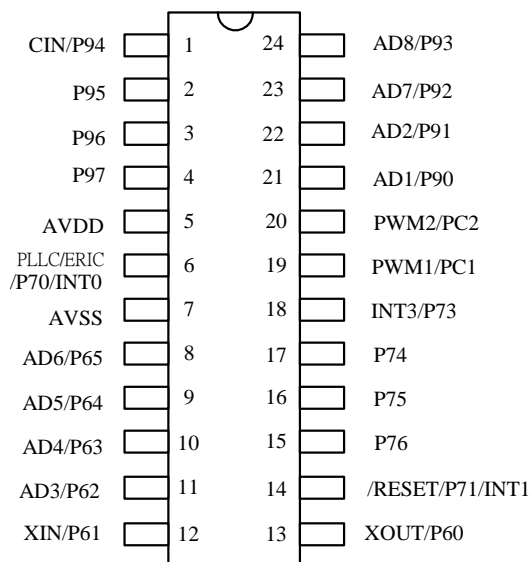 CIN/P94 1 24 AD8/P93
P95 2 23 AD7/P92
P96 3 22 AD2/P91
P97 4 21 AD1/P90
AVDD 5 20 PWM2/PC2
PLLC/ERIC
/P70/INT0 6 19 PWM1/PC1
AVSS 7 18 INT3/P73
AD6/P65 8 17 P74
AD5/P64 9 16 P75
AD4/P63 10 15 P76
AD3/P62 11 14 /RESET/P71/INT1
XIN/P61 12 13 XOUT/P60